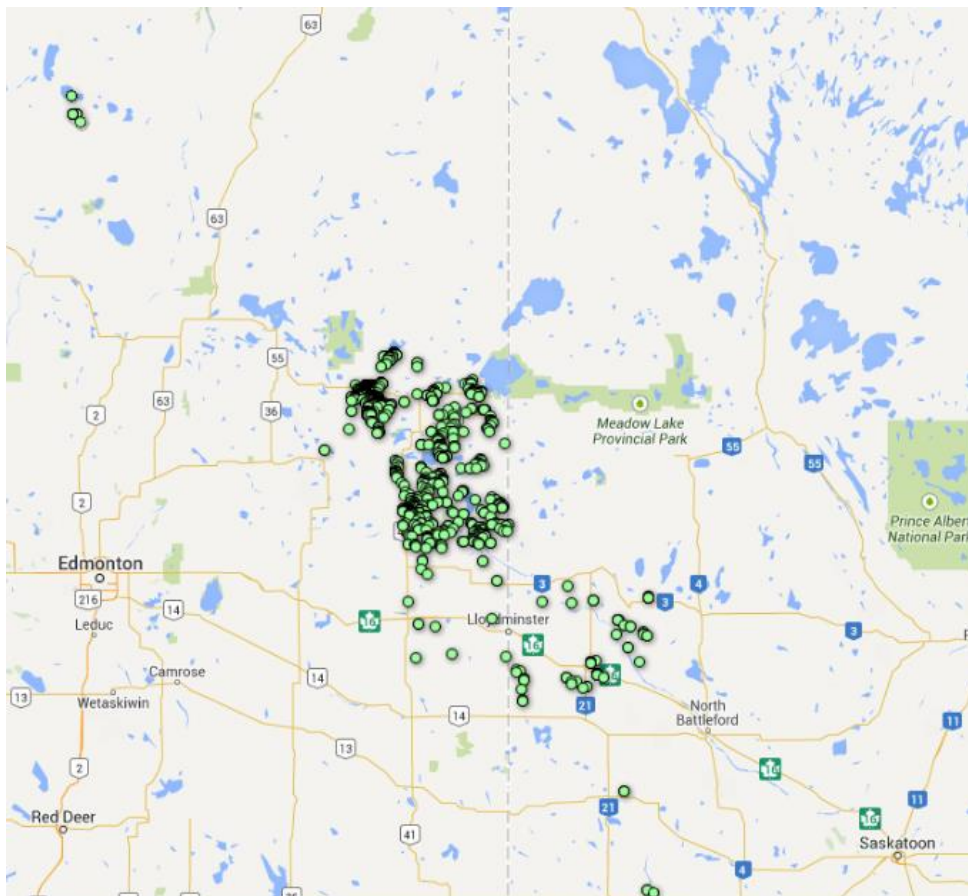 63
63
55
Meadow Lake
Provincial Park
2
63
36
55
55
2
Prince Alber
National Park
Edmonton
3
4
3
216
14
16
Lloydminster
3
Leduc
16
Camrose
14
13
Wetaskiwin
21
North
Battleford
14
11
13
2
16
21
11
Red Deer
41
16
Saskatoon
4